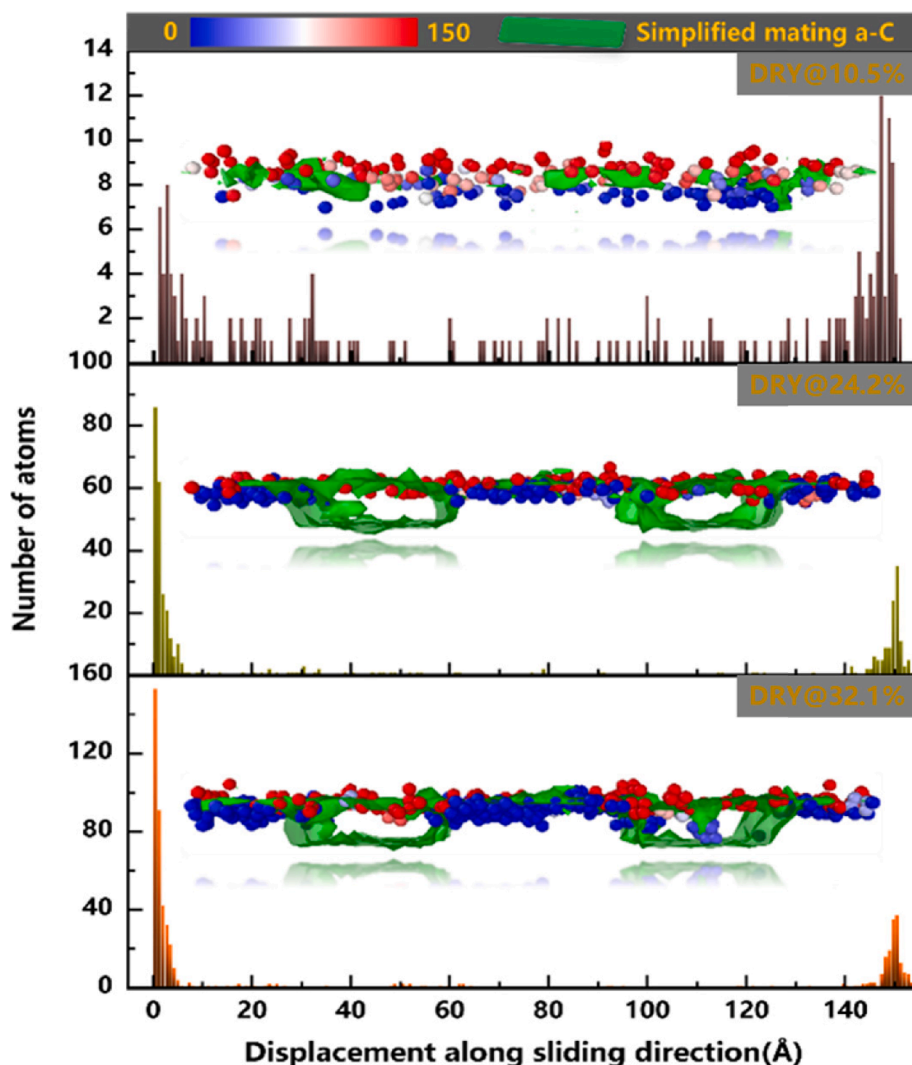 0 150 Simplified mating a-C
14
DRY@10.5%
12
10
8
6
4
2
100
DRY@24.2%
80
60
40
20
160
DRY@32.1%
120
80
40
0
Number of atoms
0 20 40 60 80 100 120 140
Displacement along sliding direction(Å)